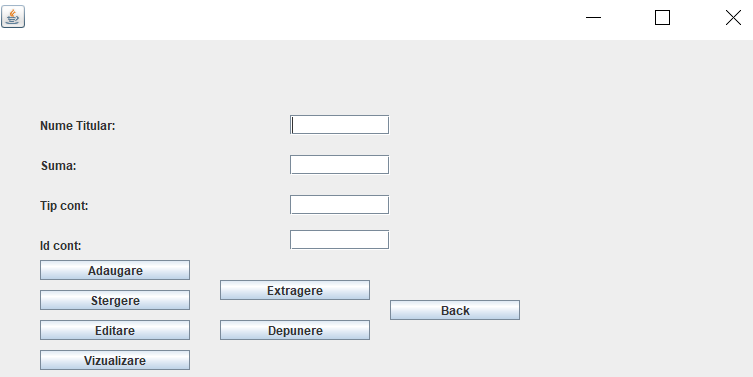 Nume Titular:
Suma:
Tip cont:
Id cont:
Adaugare
Extragere
Stergere
Back
Editare
Depunere
Vizualizare